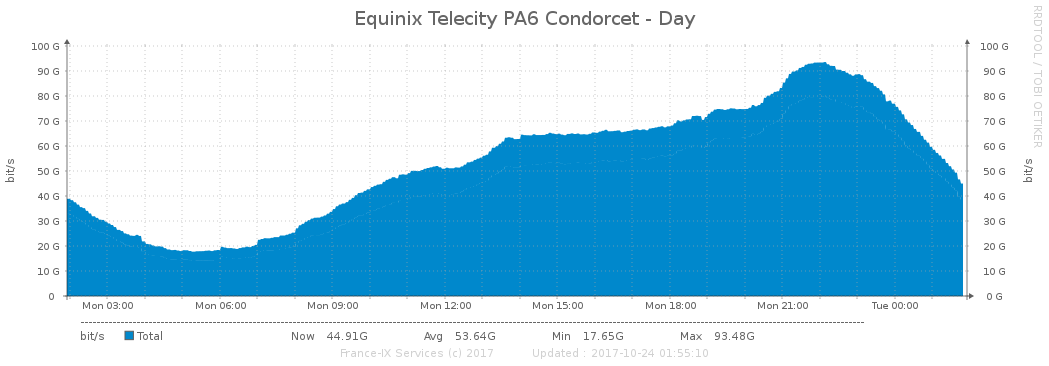 Equinix Telecity PA6 Condorcet - Day
RRDTOOL / TOBI OETIKER
100 G 100 G
90 G 90 G
80 G 80 G
70 G 70 G
60 G 60 G
50 G 50 G
40 G 40 G
30 G 30 G
20 G 20 G
10 G 10 G
0 0 G
bit/s bit/s
Mon 03:00 Mon 06:00 Mon 09:00 Mon 12:00 Mon 15:00 Mon 18:00 Mon 21:00 Tue 00:00
bit/s Total Now 44.91G Avg 53.64G Min 17.65G Max 93.48G
France-IX Services (c) 2017 Updated : 2017-10-24 01:55:10